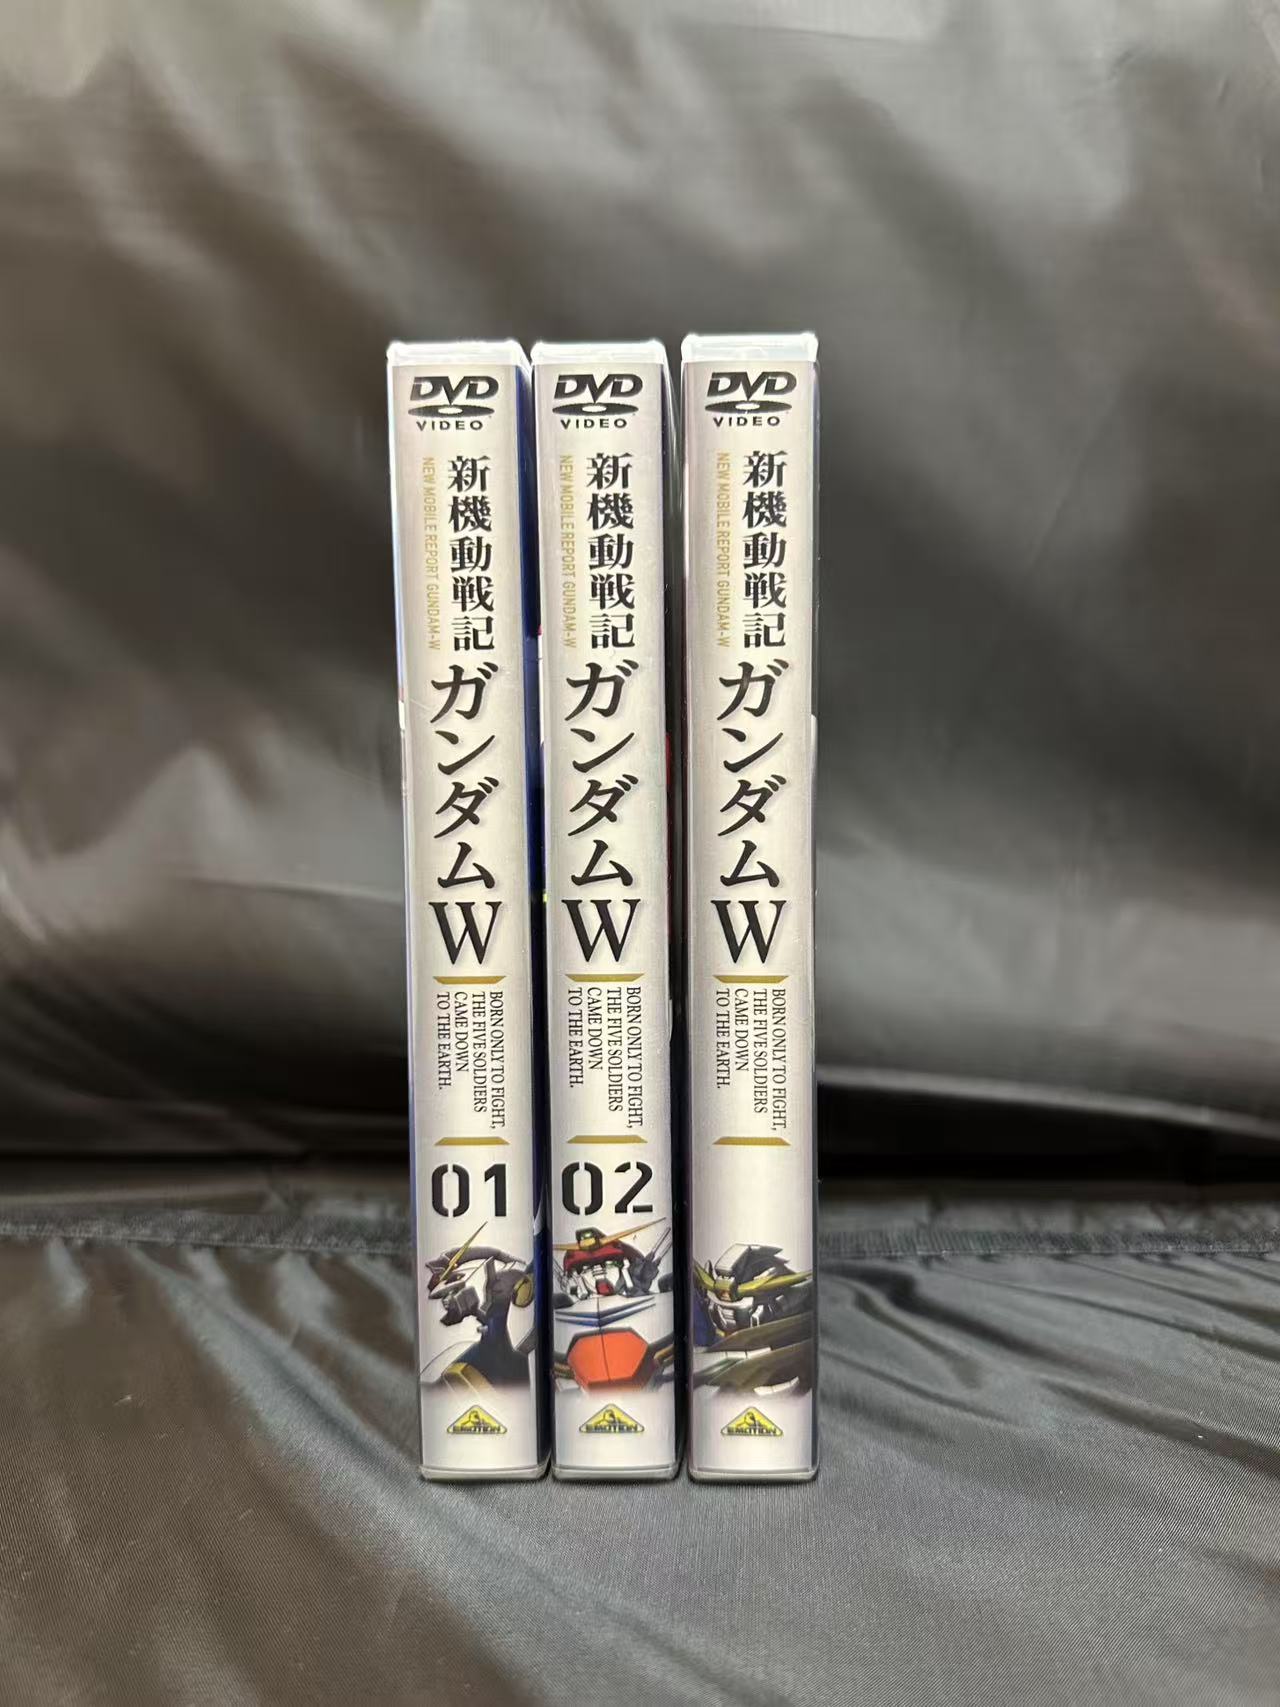 DVD
VIDEO
新機動戦記
ガンダムW
NEW MOBILE REPORT GUNDAM-W
BORN ONLY TO FIGHT,
THE FIVE SOLDIERS
CAME DOWN
TO THE EARTH.
01
EMOTION
DVD
VIDEO
新機動戦記
ガンダムW
NEW MOBILE REPORT GUNDAM-W
BORN ONLY TO FIGHT,
THE FIVE SOLDIERS
CAME DOWN
TO THE EARTH.
02
EMOTION
DVD
VIDEO
新機動戦記
ガンダムW
NEW MOBILE REPORT GUNDAM-W
BORN ONLY TO FIGHT,
THE FIVE SOLDIERS
CAME DOWN
TO THE EARTH.
EMOTION